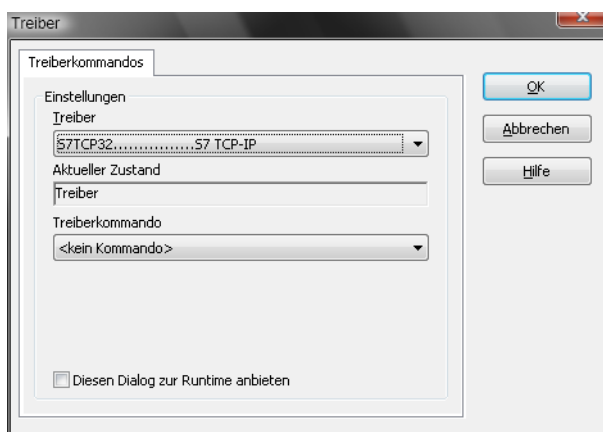 Treiber
Treiberkommandos
Einstellungen
Treiber
S7TCP32................S7 TCP-IP
Aktueller Zustand
Treiber
Treiberkommando
<kein Kommando>
Diesen Dialog zur Runtime anbieten
OK
Abbrechen
Hilfe